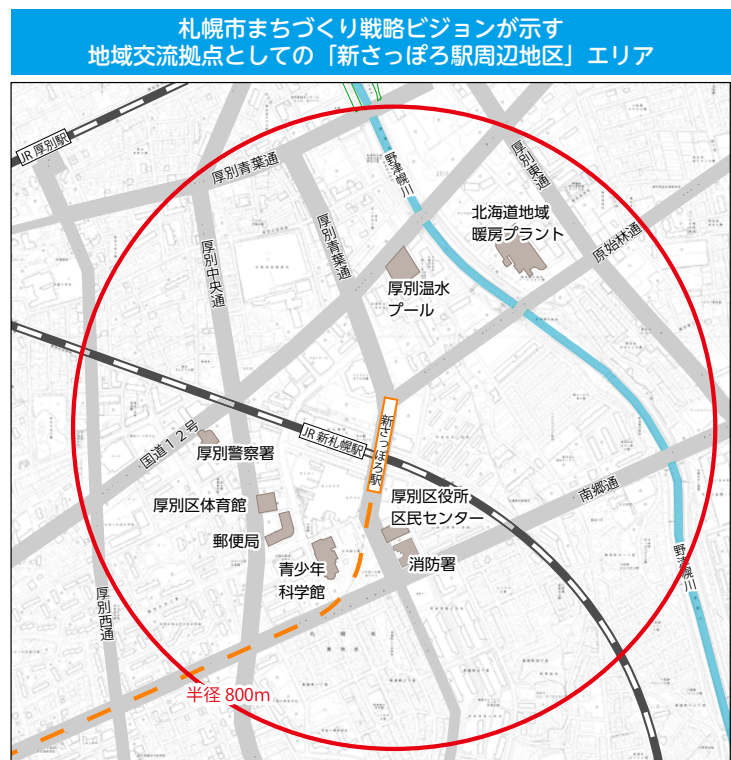 札幌市まちづくり戦略ビジョンが示す
地域交流拠点としての「新さっぽろ駅周辺地区」エリア
JR 厚別駅
厚別青葉通
野津幌川
厚別東通
北海道地域
暖房プラント
原始林通
厚別中央通
厚別青葉通
厚別温水
プール
国道12号
JR 新札幌駅
新さっぽろ駅
厚別警察署
厚別区体育館
郵便局
厚別区役所
区民センター
南郷通
青少年
科学館
消防署
野津幌川
厚別西通
半径 800m